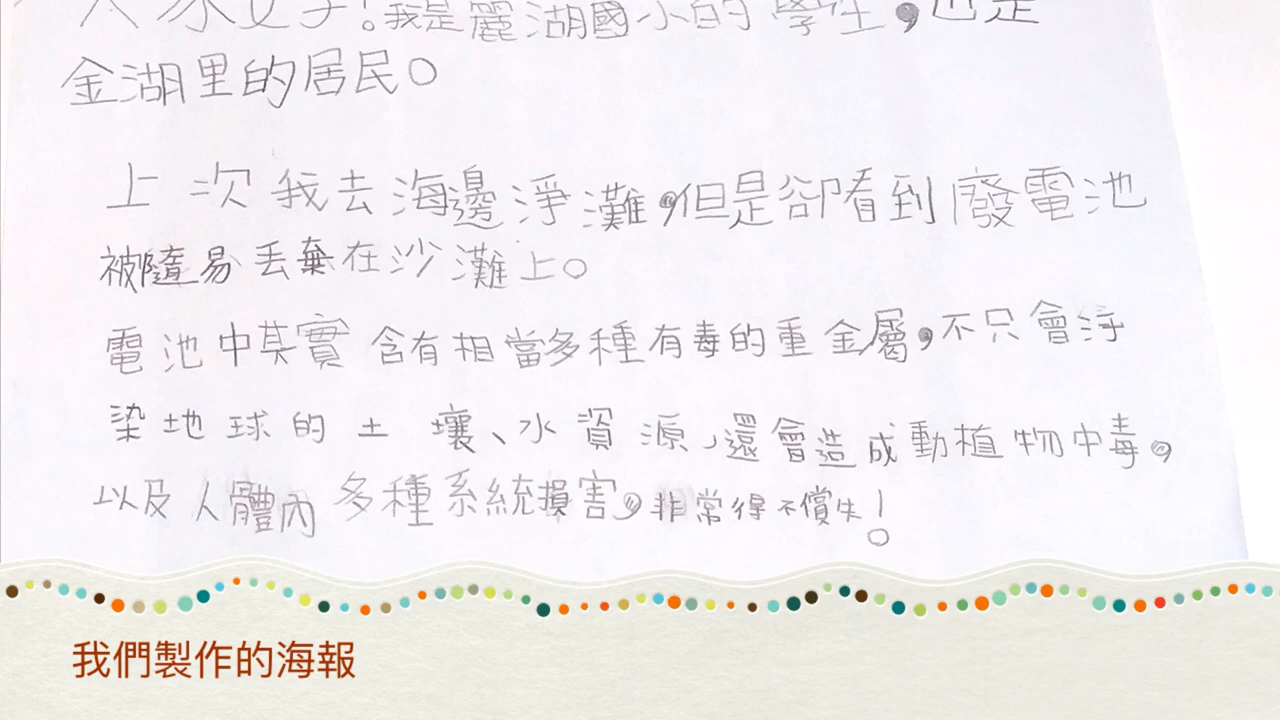 大家好!我是麗湖國小的學生,也是
金湖里的居民。
上次我去海邊淨灘,但是卻看到廢電池
被隨易丟棄在沙灘上。
電池中其實含有相當多種有毒的重金屬,不只會汙
染地球的土壤、水資源,還會造成動植物中毒。
以及人體內多種系統損害,非常得不償失!
我們製作的海報